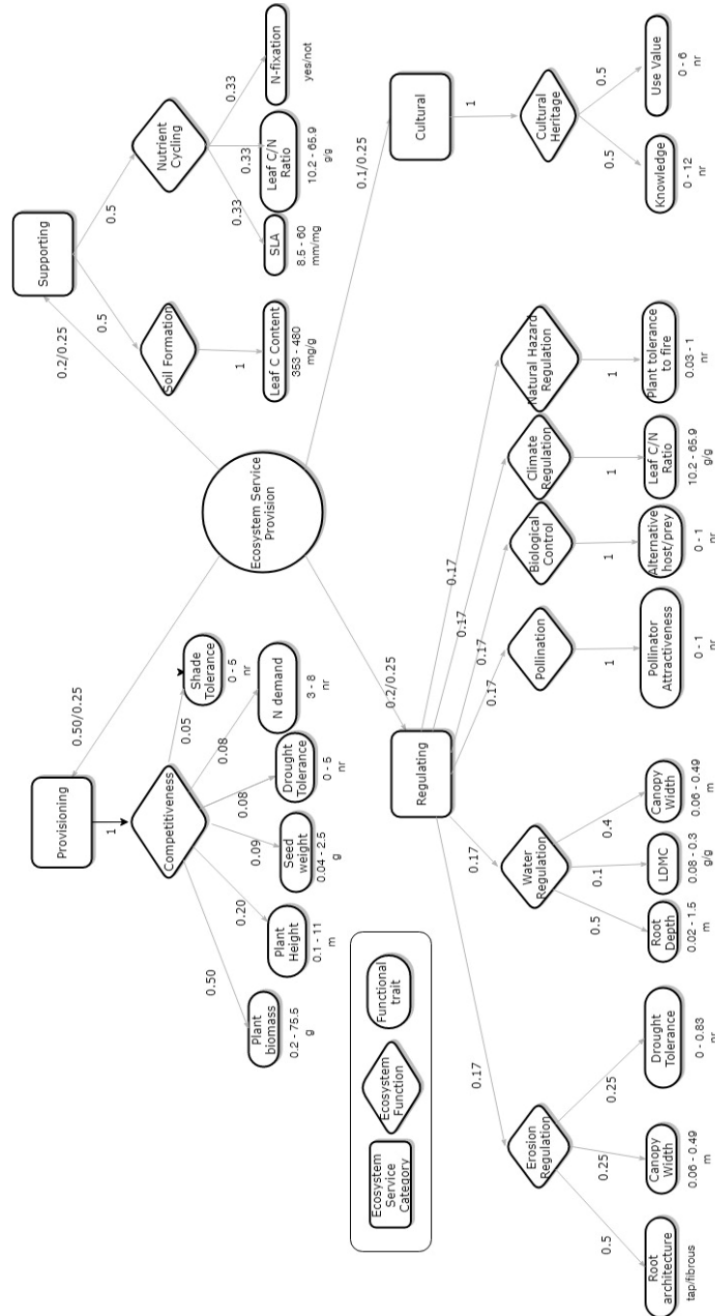 Provisioning
1
Competitiveness
0.50
0.20
0.09
0.08
0.08
0.05
Plant
biomass
0.2 - 75.5
g
Plant
Height
0.1 - 11
m
Seed
weight
0.04 - 2.5
g
Drought
Tolerance
0 - 5
nr
N demand
3 - 8
nr
Shade
Tolerance
0 - 5
nr
0.50/0.25
Ecosystem Service
Provision
0.2/0.25
Supporting
0.5
0.5
Soil Formation
1
Leaf C Content
353 - 480
mg/g
Nutrient
Cycling
0.33
0.33
0.33
SLA
8.5 - 60
mm/mg
Leaf C/N
Ratio
10.2 - 65.9
g/g
N-fixation
yes/not
Ecosystem
Service
Category
Ecosystem
Function
Functional
trait
0.2/0.25
Regulating
0.17
0.17
0.17
0.17
0.17
0.17
Erosion
Regulation
0.5
0.25
0.25
Root
architecture
tap/fibrous
Canopy
Width
0.06 - 0.49
m
Drought
Tolerance
0 - 0.83
nr
Water
Regulation
0.5
0.1
0.4
Root
Depth
0.02 - 1.5
m
LDMC
0.08 - 0.3
g/g
Canopy
Width
0.06 - 0.49
m
Pollination
1
Pollinator
Attractiveness
0 - 1
nr
Biological
Control
1
Alternative
host/prey
0 - 1
nr
Climate
Regulation
1
Leaf C/N
Ratio
10.2 - 65.9
g/g
Natural Hazard
Regulation
1
Plant tolerance
to fire
0.03 - 1
nr
0.1/0.25
Cultural
1
Cultural
Heritage
0.5
0.5
Knowledge
0 - 12
nr
Use Value
0 - 6
nr